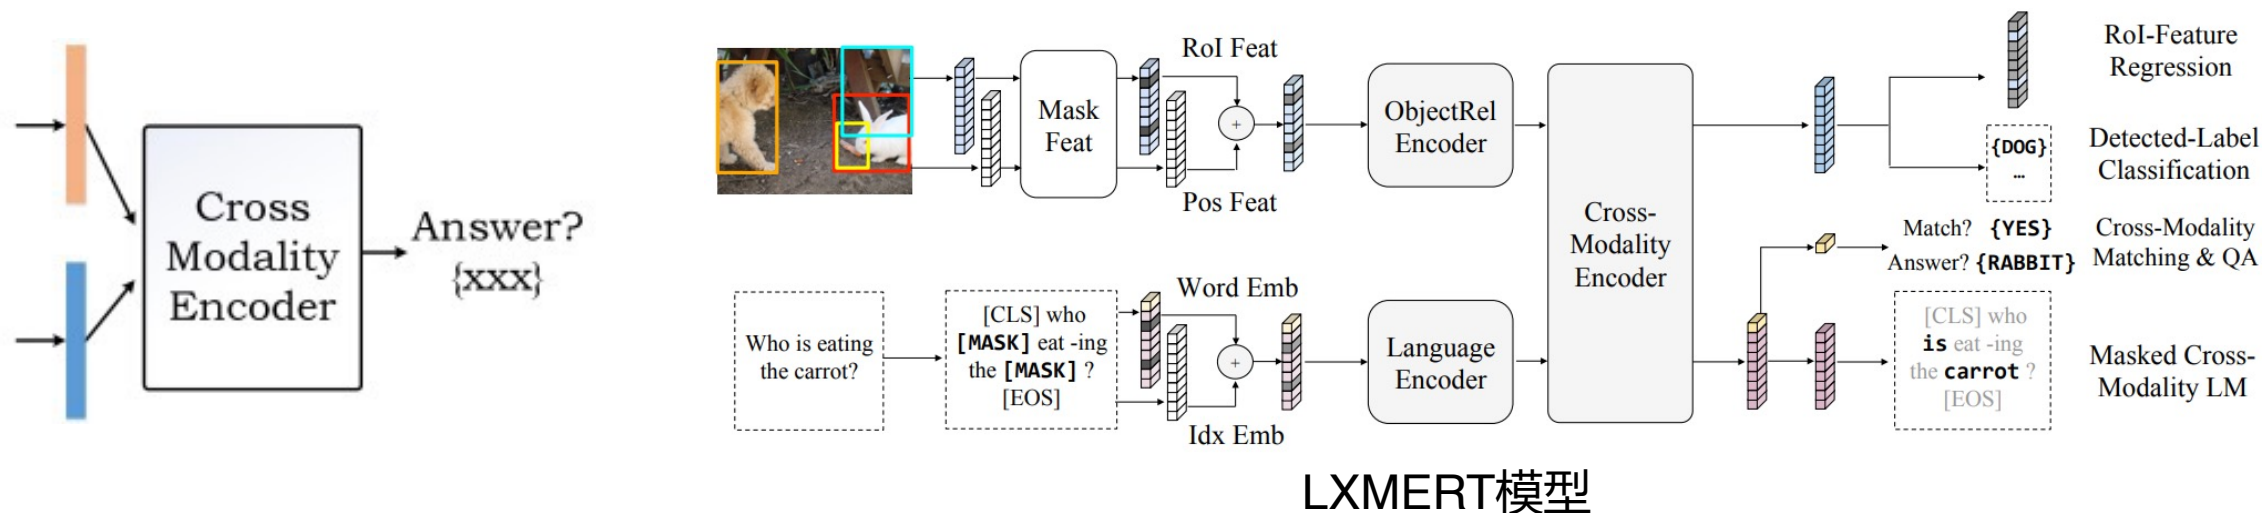 Cross
Modality
Encoder
Answer?
{xxx}
RoI Feat
Mask
Feat
Pos Feat
ObjectRel
Encoder
Who is eating
the carrot?
[CLS] who
[MASK] eat -ing
the [MASK] ?
[EOS]
Word Emb
Idx Emb
Language
Encoder
Cross-
Modality
Encoder
RoI-Feature
Regression
{DOG}
...
Detected-Label
Classification
Match? {YES}
Answer? {RABBIT}
Cross-Modality
Matching & QA
[CLS] who
is eat -ing
the carrot ?
[EOS]
Masked Cross-
Modality LM
LXMERT模型